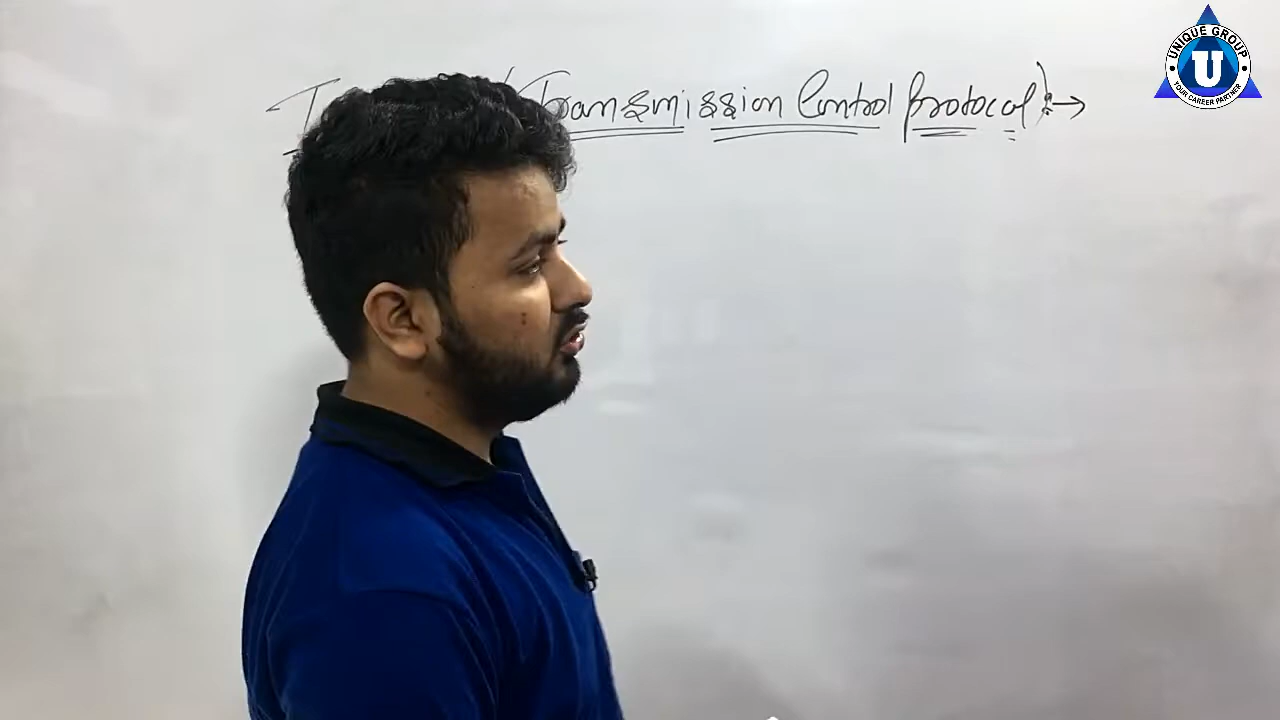 (Transmission Control Protocol):→
UNIQUE GROUP
U
YOUR CAREER PARTNER